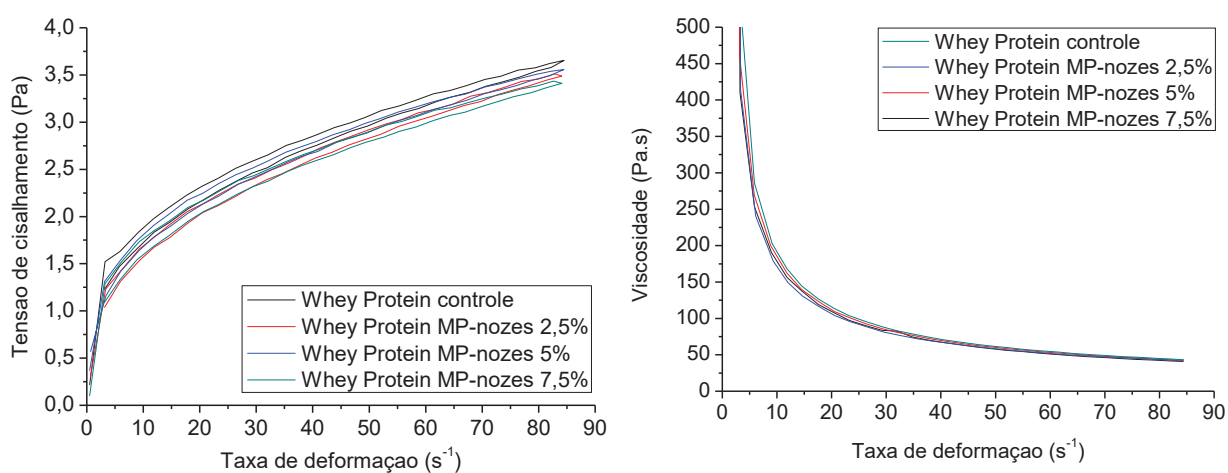 4,0
3,5
3,0
2,5
2,0
1,5
1,0
0,5
0,0
Tensao de cisalhamento (Pa)
Whey Protein controle
Whey Protein MP-nozes 2,5%
Whey Protein MP-nozes 5%
Whey Protein MP-nozes 7,5%
0 10 20 30 40 50 60 70 80 90
Taxa de deformaçao (s⁻¹)
500
450
400
350
300
250
200
150
100
50
0
Viscosidade (Pa.s)
Whey Protein controle
Whey Protein MP-nozes 2,5%
Whey Protein MP-nozes 5%
Whey Protein MP-nozes 7,5%
0 10 20 30 40 50 60 70 80 90
Taxa de deformaçao (s⁻¹)